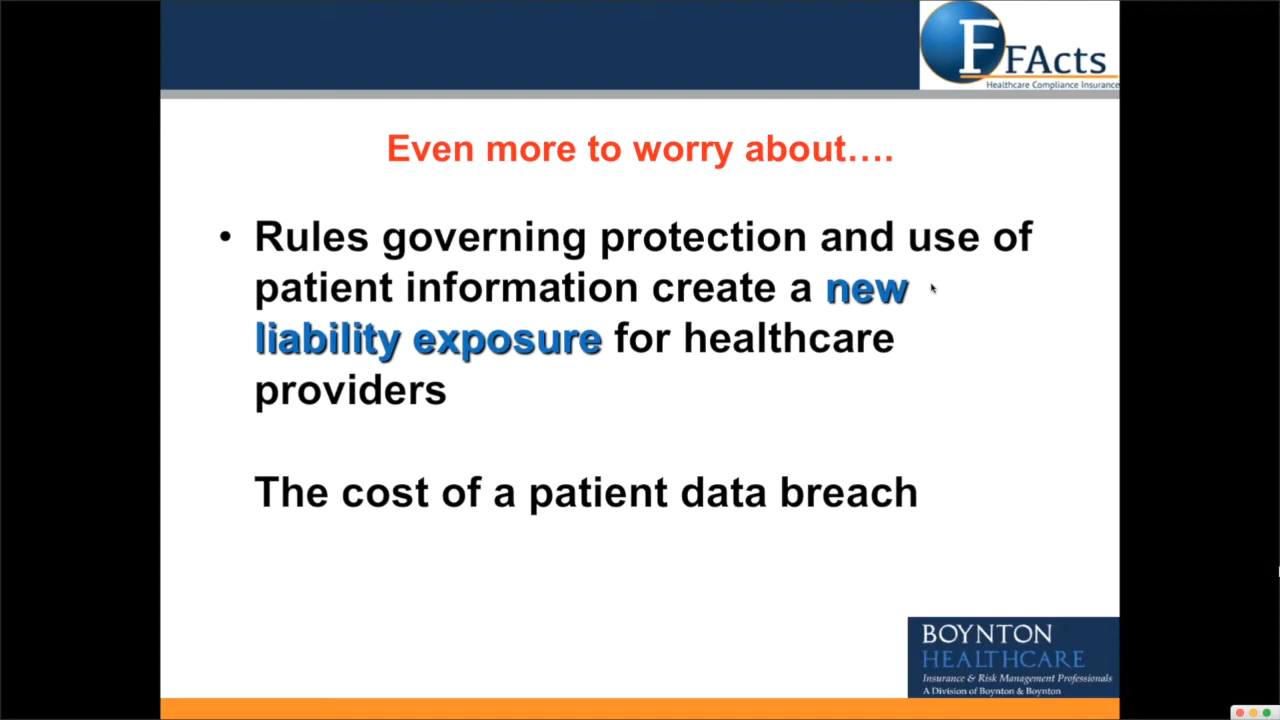 F FActs
Healthcare Compliance Insurance
Even more to worry about….
• Rules governing protection and use of
patient information create a new
liability exposure for healthcare
providers
The cost of a patient data breach
BOYNTON
HEALTHCARE
Insurance & Risk Management Professionals
A Division of Boynton & Boynton